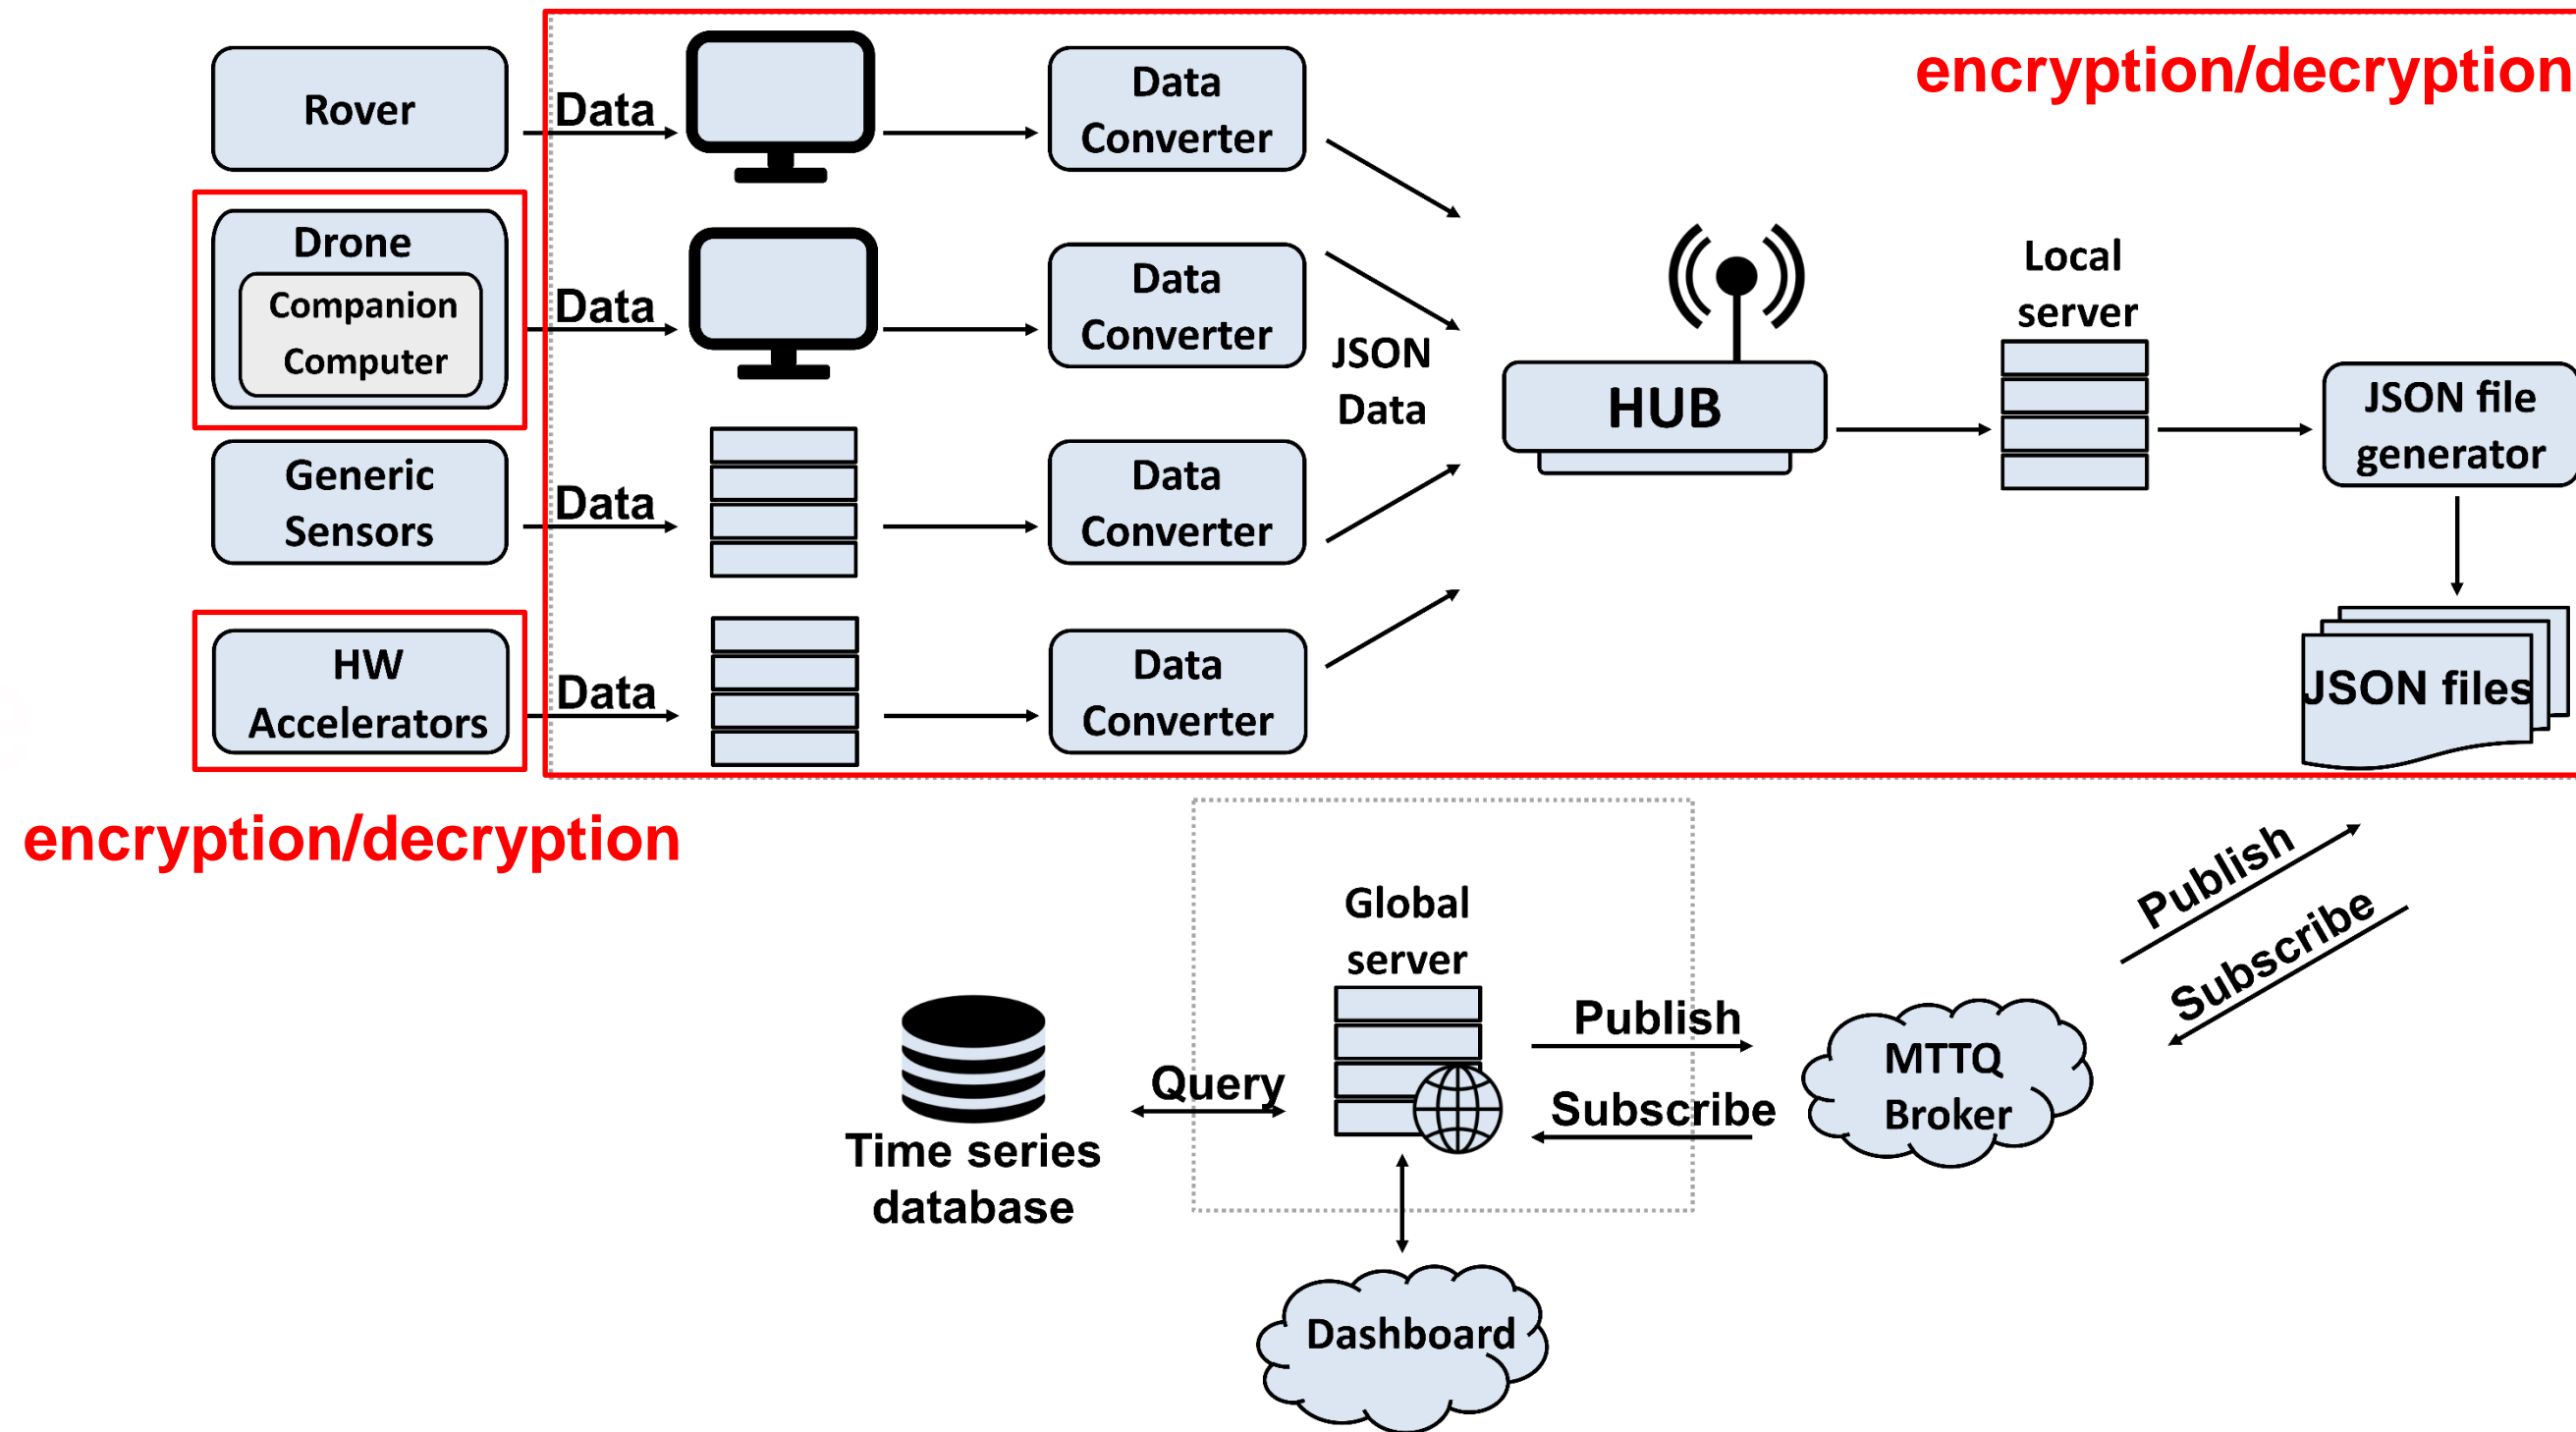 encryption/decryption
Rover
Data
Data
Converter
Drone
Companion
Computer
Data
Data
Converter
JSON
Data
HUB
Local
server
JSON file
generator
Generic
Sensors
Data
Data
Converter
HW
Accelerators
Data
Data
Converter
JSON files
encryption/decryption
Publish
Subscribe
Global
server
Publish
Subscribe
MTTQ
Broker
Query
Time series
database
Dashboard